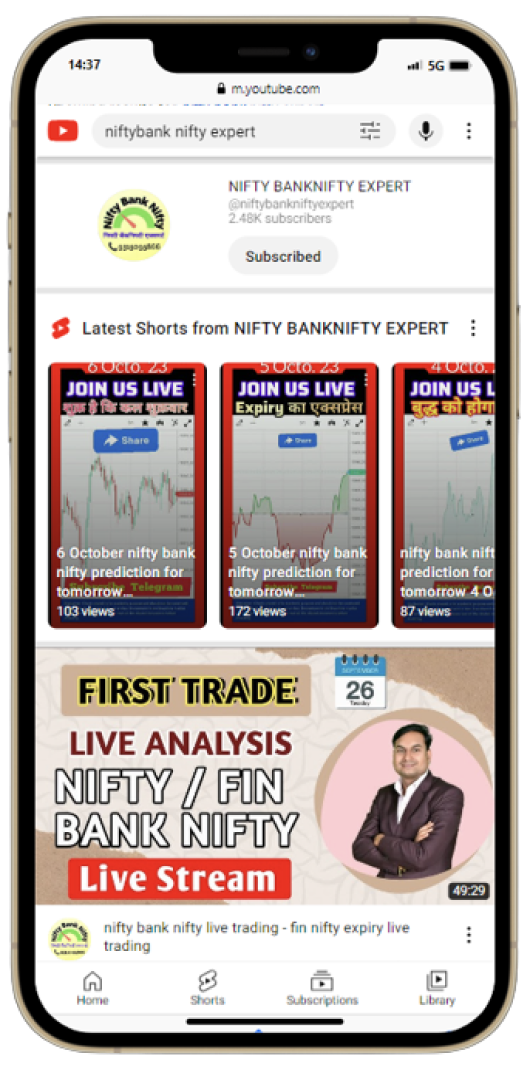 14:37
5G
m.youtube.com
niftybank nifty expert
Nifty Bank Nifty
NIFTY BANKNIFTY EXPERT
@niftybankniftyexpert
2.48K subscribers
Subscribed
Latest Shorts from NIFTY BANKNIFTY EXPERT
6 Octo. 23
JOIN US LIVE
शुक्र है कि कल शुक्रवार
Share
6 October nifty bank
nifty prediction for
tomorrow...
Telegram
103 views
5 Octo. 23
JOIN US LIVE
Expiry का एक्सप्रेस
Share
5 October nifty bank
nifty prediction for
tomorrow...
Telegram
172 views
4 Octo.
JOIN US L
बुद्ध को होगा
Share
nifty bank nift
prediction for
tomorrow 4 O
87 views
FIRST TRADE
SEPTEMBER
26
Tuesday
LIVE ANALYSIS
NIFTY / FIN
BANK NIFTY
Live Stream
49:29
Nifty Bank Nifty
nifty bank nifty live trading - fin nifty expiry live
trading
Home
Shorts
Subscriptions
Library